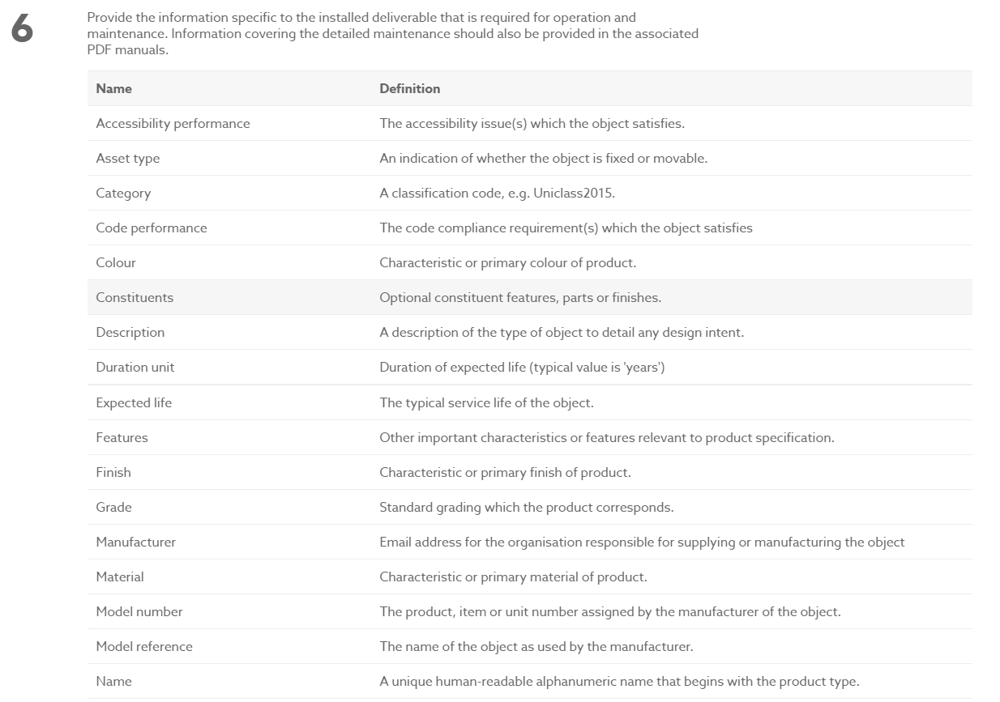 6
Provide the information specific to the installed deliverable that is required for operation and
maintenance. Information covering the detailed maintenance should also be provided in the associated
PDF manuals.
Name Definition
Accessibility performance The accessibility issue(s) which the object satisfies.
Asset type An indication of whether the object is fixed or movable.
Category A classification code, e.g. Uniclass2015.
Code performance The code compliance requirement(s) which the object satisfies
Colour Characteristic or primary colour of product.
Constituents Optional constituent features, parts or finishes.
Description A description of the type of object to detail any design intent.
Duration unit Duration of expected life (typical value is 'years')
Expected life The typical service life of the object.
Features Other important characteristics or features relevant to product specification.
Finish Characteristic or primary finish of product.
Grade Standard grading which the product corresponds.
Manufacturer Email address for the organisation responsible for supplying or manufacturing the object
Material Characteristic or primary material of product.
Model number The product, item or unit number assigned by the manufacturer of the object.
Model reference The name of the object as used by the manufacturer.
Name A unique human-readable alphanumeric name that begins with the product type.